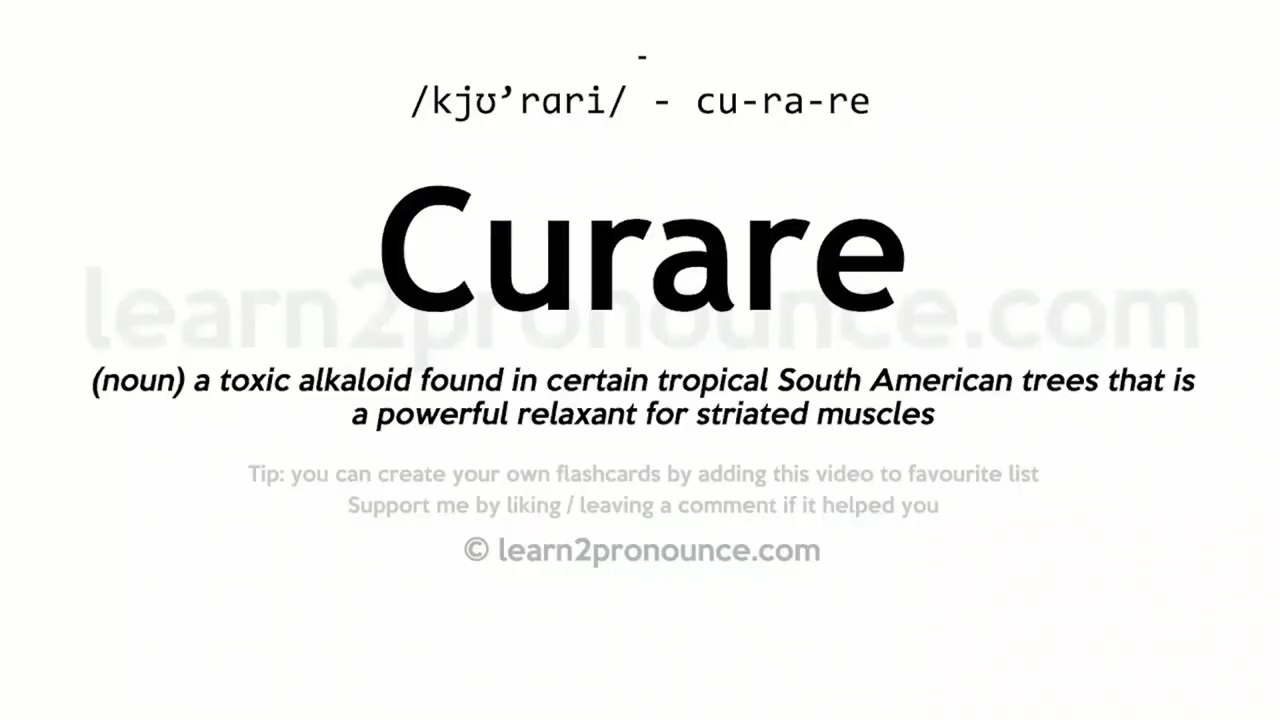 -
/kjʊ’rɑri/ - cu-ra-re
Curare
learn2pronounce.com
(noun) a toxic alkaloid found in certain tropical South American trees that is
a powerful relaxant for striated muscles
Tip: you can create your own flashcards by adding this video to favourite list
Support me by liking / leaving a comment if it helped you
© learn2pronounce.com